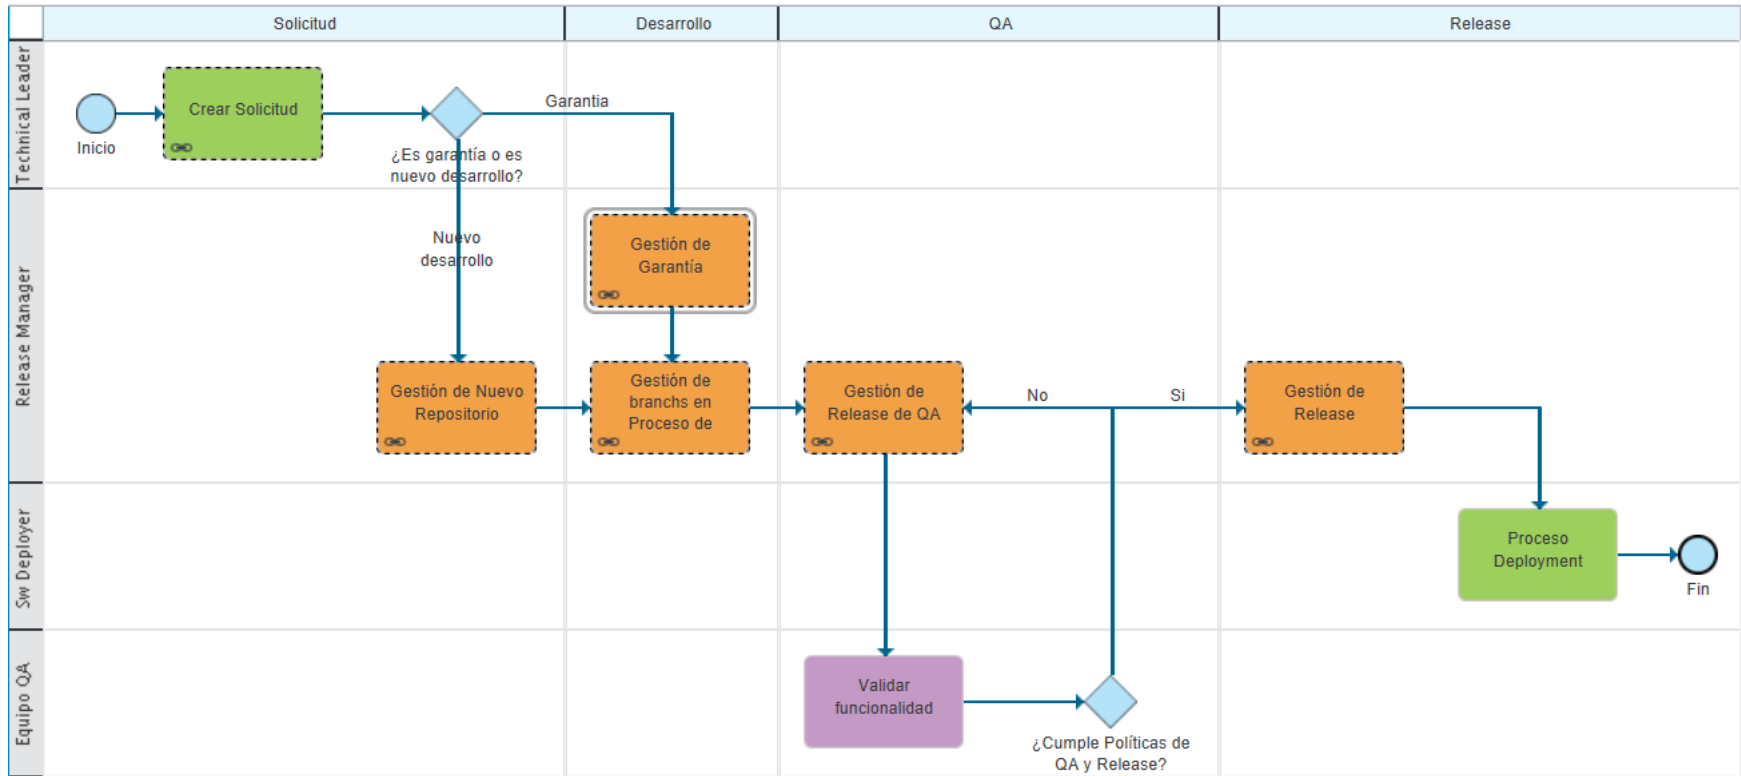 Solicitud
Desarrollo
QA
Release
Technical Leader
Inicio
Crear Solicitud
¿Es garantía o es
nuevo desarrollo?
Garantia
Nuevo
desarrollo
Release Manager
Gestión de
Garantía
Gestión de Nuevo
Repositorio
Gestión de
branchs en
Proceso de
Gestión de
Release de QA
No
Si
Gestión de
Release
Sw Deployer
Proceso
Deployment
Fin
Equipo QA
Validar
funcionalidad
¿Cumple Políticas de
QA y Release?